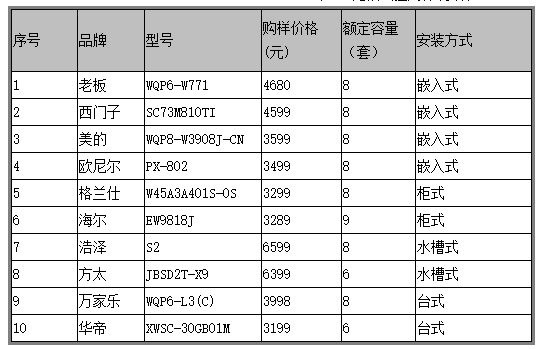 序号 品牌 型号 购样价格(元) 额定容量(套) 安装方式
1 老板 WQP6-W771 4680 8 嵌入式
2 西门子 SC73M810TI 4599 8 嵌入式
3 美的 WQP8-W3908J-CN 3599 8 嵌入式
4 欧尼尔 PX-802 3499 8 嵌入式
5 格兰仕 W45A3A401S-0S 3299 8 柜式
6 海尔 EW9818J 3289 9 柜式
7 浩泽 S2 6599 8 水槽式
8 方太 JBSD2T-X9 6399 6 水槽式
9 万家乐 WQP6-L3(C) 3998 8 台式
10 华帝 XWSC-30GB01M 3199 6 台式